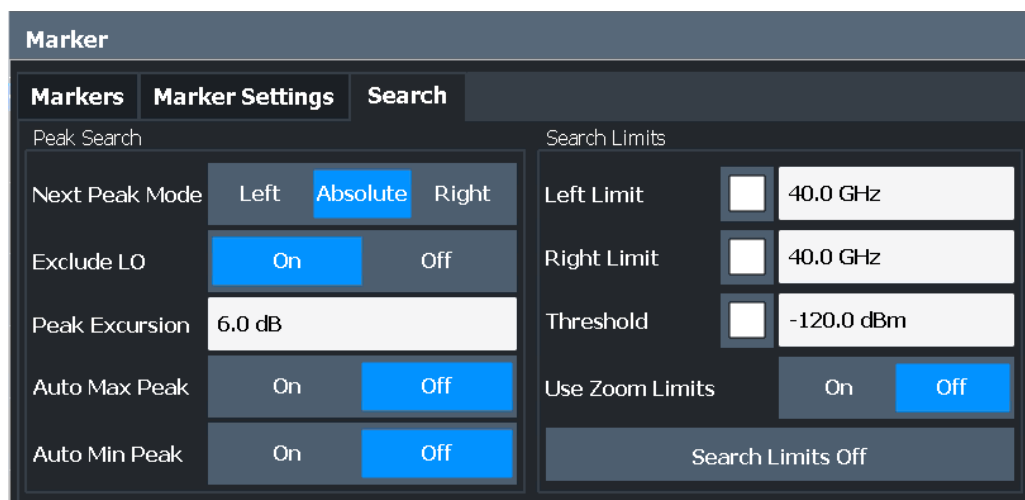 Marker
Markers Marker Settings Search
Peak Search
Next Peak Mode Left Absolute Right
Exclude LO On Off
Peak Excursion 6.0 dB
Auto Max Peak On Off
Auto Min Peak On Off
Search Limits
Left Limit 40.0 GHz
Right Limit 40.0 GHz
Threshold -120.0 dBm
Use Zoom Limits On Off
Search Limits Off